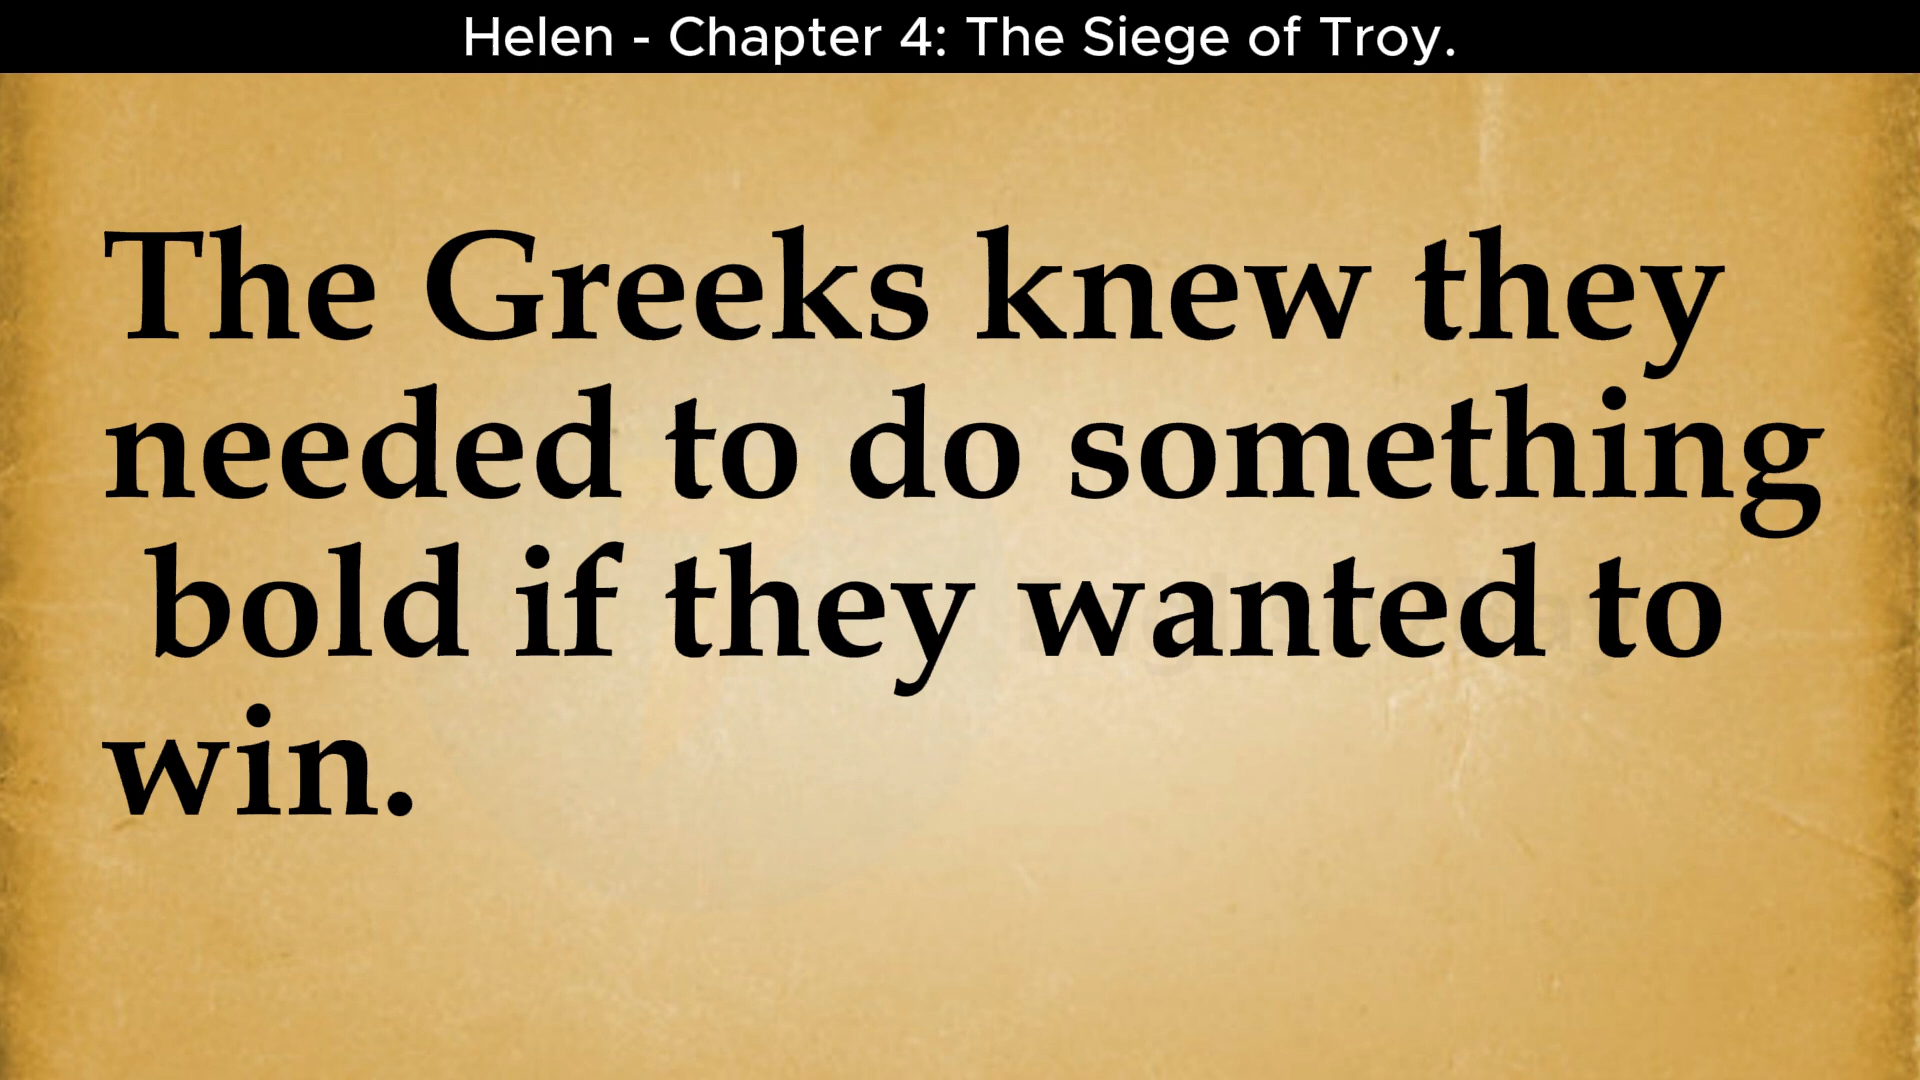 Helen - Chapter 4: The Siege of Troy.
The Greeks knew they
needed to do something
bold if they wanted to
win.